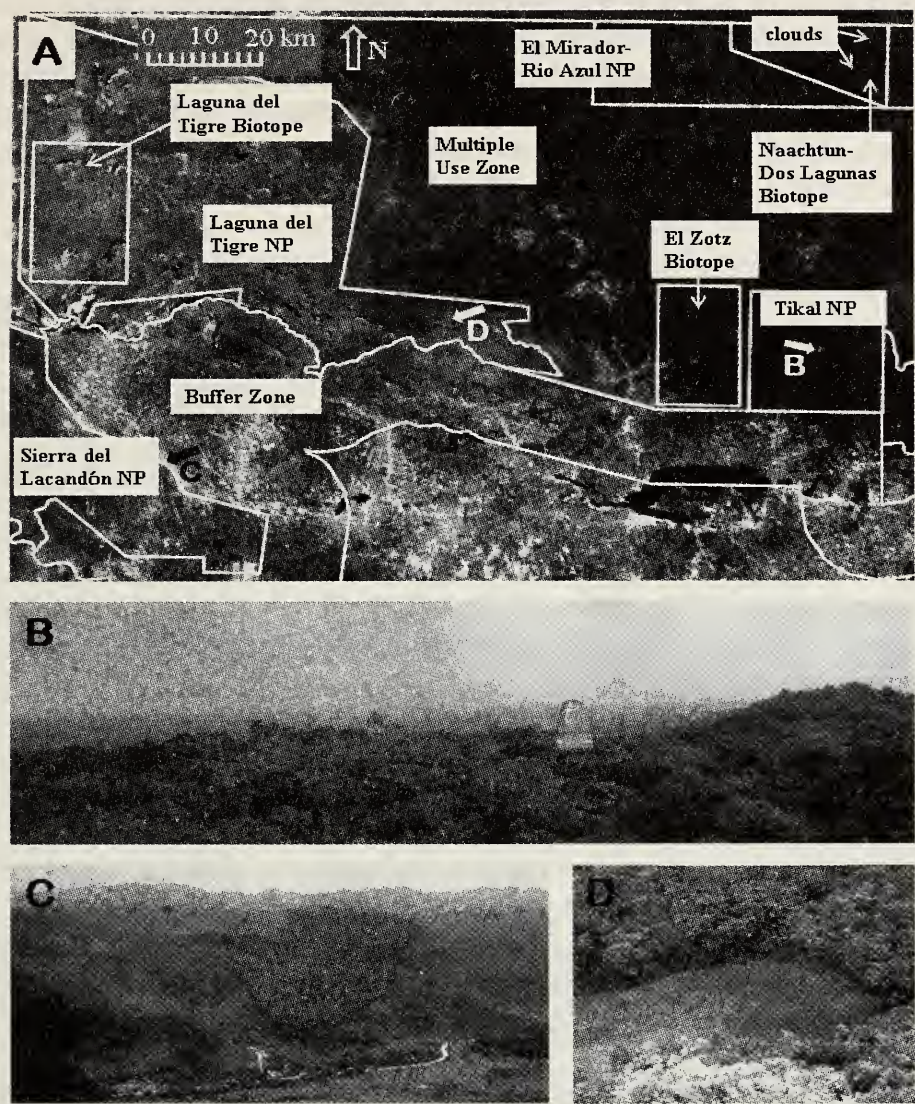 A
0 10 20 km
N
El Mirador-
Rio Azul NP
clouds
Laguna del
Tigre Biotope
Multiple
Use Zone
Naachtun-
Dos Lagunas
Biotope
Laguna del
Tigre NP
El Zotz
Biotope
Tikal NP
D
B
Buffer Zone
Sierra del
Lacandón NP
C
B
C
D